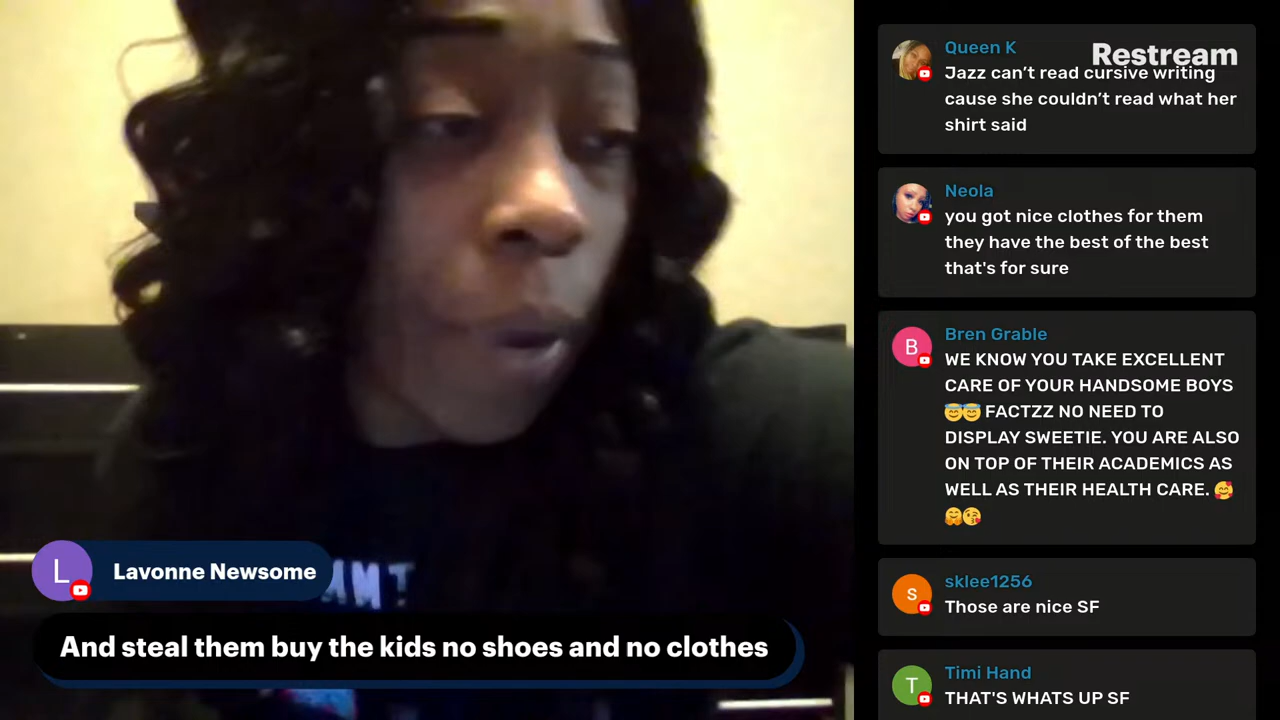 Restream
Queen K
Jazz can’t read cursive writing
cause she couldn’t read what her
shirt said
Neola
you got nice clothes for them
they have the best of the best
that's for sure
B
Bren Grable
WE KNOW YOU TAKE EXCELLENT
CARE OF YOUR HANDSOME BOYS
😇😇 FACTZZ NO NEED TO
DISPLAY SWEETIE. YOU ARE ALSO
ON TOP OF THEIR ACADEMICS AS
WELL AS THEIR HEALTH CARE. 🥰
🤗😘
s
sklee1256
Those are nice SF
T
Timi Hand
THAT'S WHATS UP SF
L
Lavonne Newsome
And steal them buy the kids no shoes and no clothes